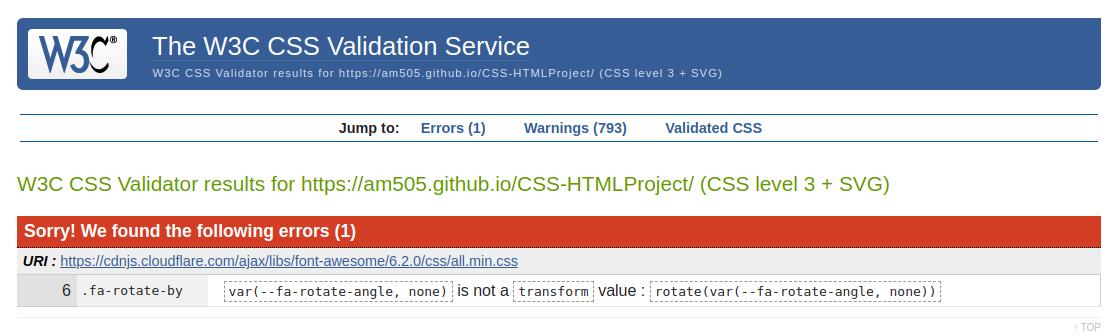 W3C®
The W3C CSS Validation Service
W3C CSS Validator results for https://am505.github.io/CSS-HTMLProject/ (CSS level 3 + SVG)
Jump to: Errors (1) Warnings (793) Validated CSS
W3C CSS Validator results for https://am505.github.io/CSS-HTMLProject/ (CSS level 3 + SVG)
Sorry! We found the following errors (1)
URI : https://cdnjs.cloudflare.com/ajax/libs/font-awesome/6.2.0/css/all.min.css
6 .fa-rotate-by var(--fa-rotate-angle, none) is not a transform value : rotate(var(--fa-rotate-angle, none))
↑ TOP